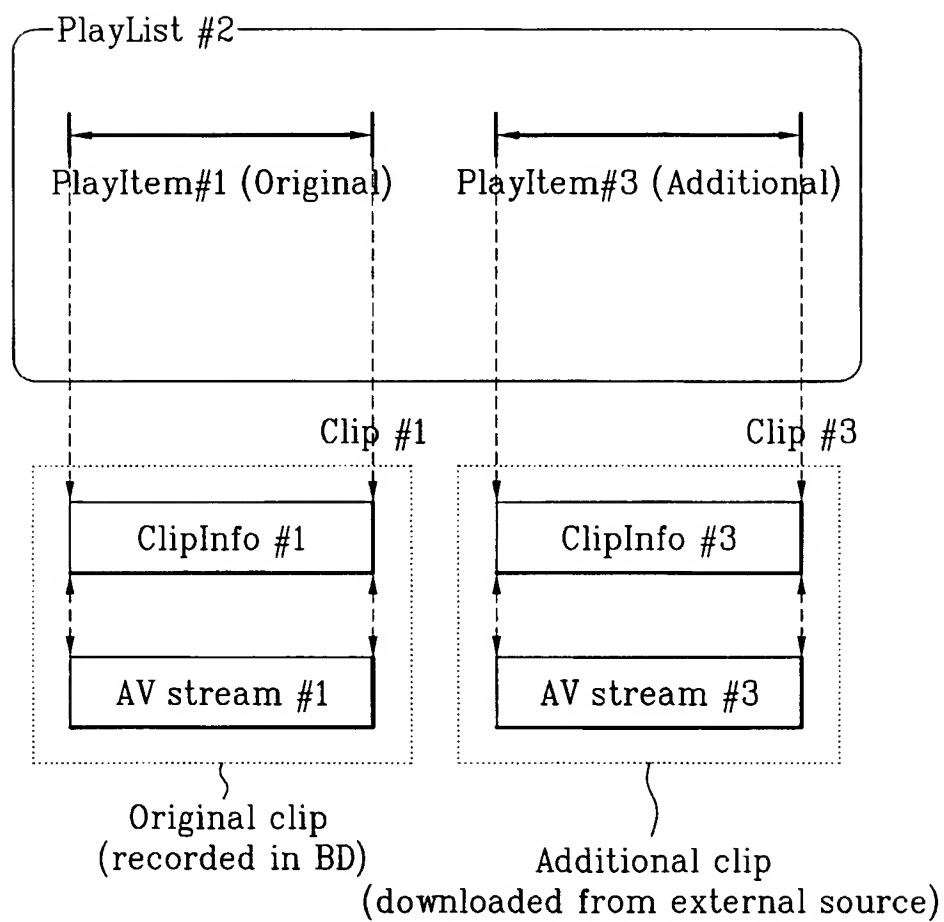 PlayList #2
PlayItem#1 (Original)
PlayItem#3 (Additional)
Clip #1
Clip #3
ClipInfo #1
ClipInfo #3
AV stream #1
AV stream #3
Original clip
(recorded in BD)
Additional clip
(downloaded from external source)